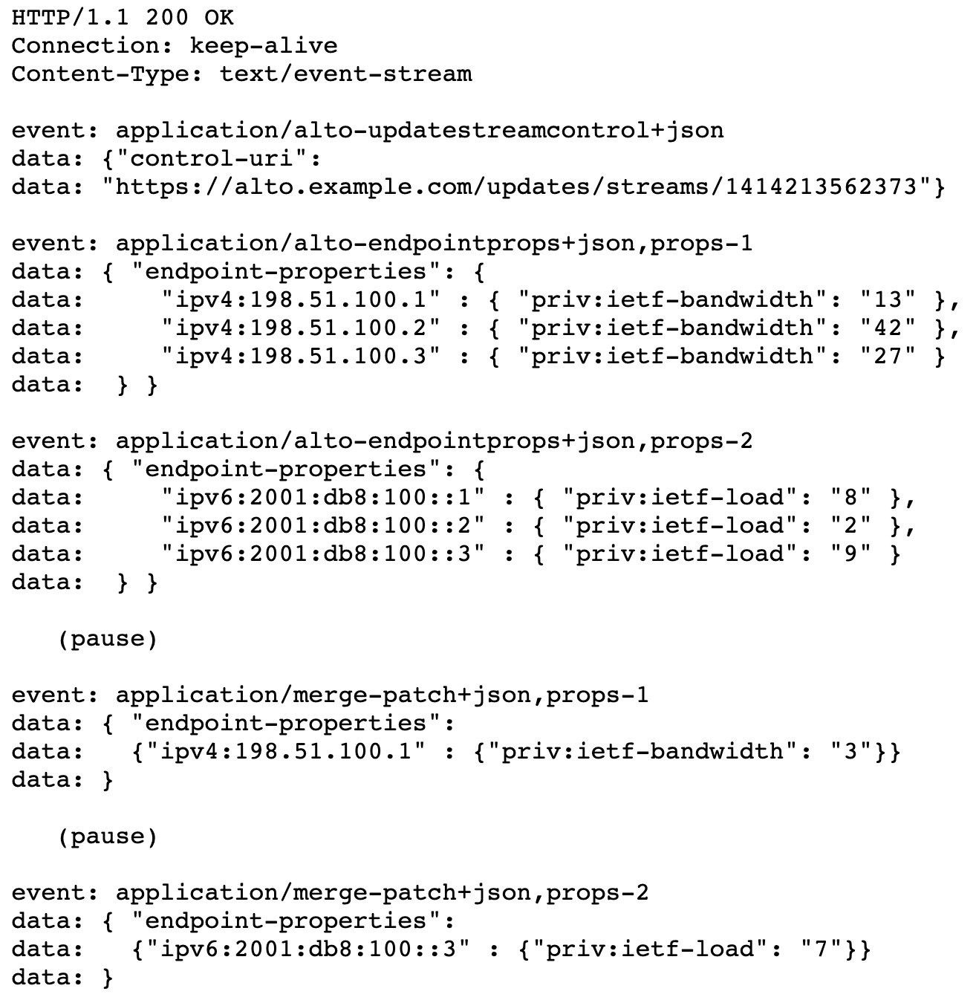 HTTP/1.1 200 OK
Connection: keep-alive
Content-Type: text/event-stream

event: application/alto-updatestreamcontrol+json
data: {"control-uri":
data: "https://alto.example.com/updates/streams/1414213562373"}

event: application/alto-endpointprops+json,props-1
data: { "endpoint-properties": {
data:     "ipv4:198.51.100.1" : { "priv:ietf-bandwidth": "13" },
data:     "ipv4:198.51.100.2" : { "priv:ietf-bandwidth": "42" },
data:     "ipv4:198.51.100.3" : { "priv:ietf-bandwidth": "27" }
data:  } }

event: application/alto-endpointprops+json,props-2
data: { "endpoint-properties": {
data:     "ipv6:2001:db8:100::1" : { "priv:ietf-load": "8" },
data:     "ipv6:2001:db8:100::2" : { "priv:ietf-load": "2" },
data:     "ipv6:2001:db8:100::3" : { "priv:ietf-load": "9" }
data:  } }

   (pause)

event: application/merge-patch+json,props-1
data: { "endpoint-properties":
data:   {"ipv4:198.51.100.1" : {"priv:ietf-bandwidth": "3"}}
data: }

   (pause)

event: application/merge-patch+json,props-2
data: { "endpoint-properties":
data:   {"ipv6:2001:db8:100::3" : {"priv:ietf-load": "7"}}
data: }